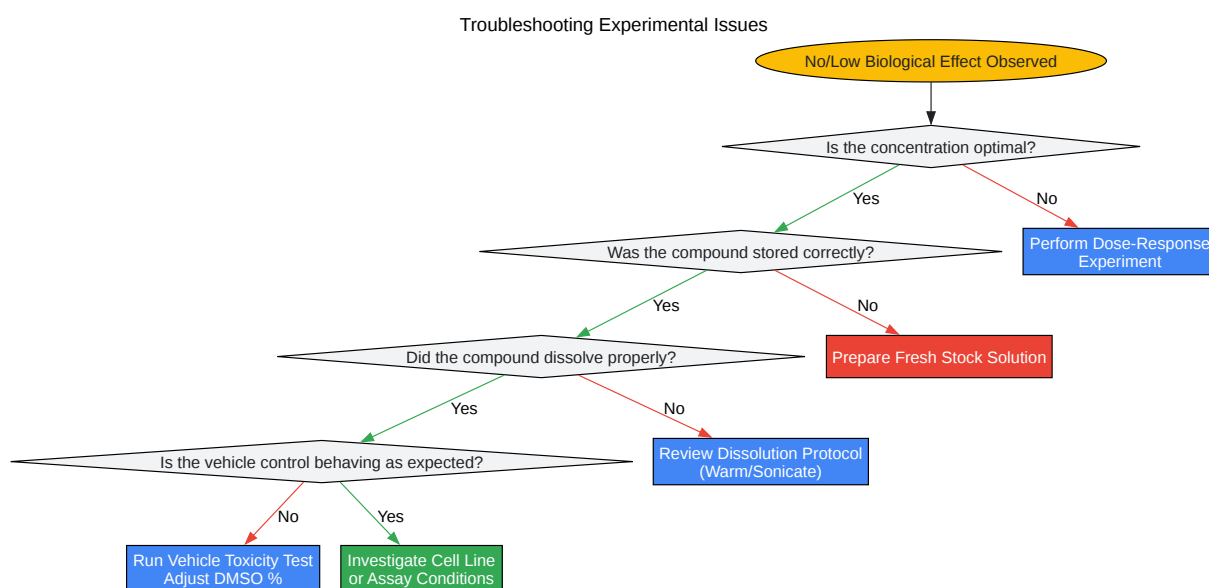 Troubleshooting Experimental Issues
No/Low Biological Effect Observed
Is the concentration optimal?
Yes
No
Was the compound stored correctly?
Perform Dose-Response
Experiment
Yes
No
Did the compound dissolve properly?
Prepare Fresh Stock Solution
Yes
No
Is the vehicle control behaving as expected?
Review Dissolution Protocol
(Warm/Sonicate)
No
Yes
Run Vehicle Toxicity Test
Adjust DMSO %
Investigate Cell Line
or Assay Conditions